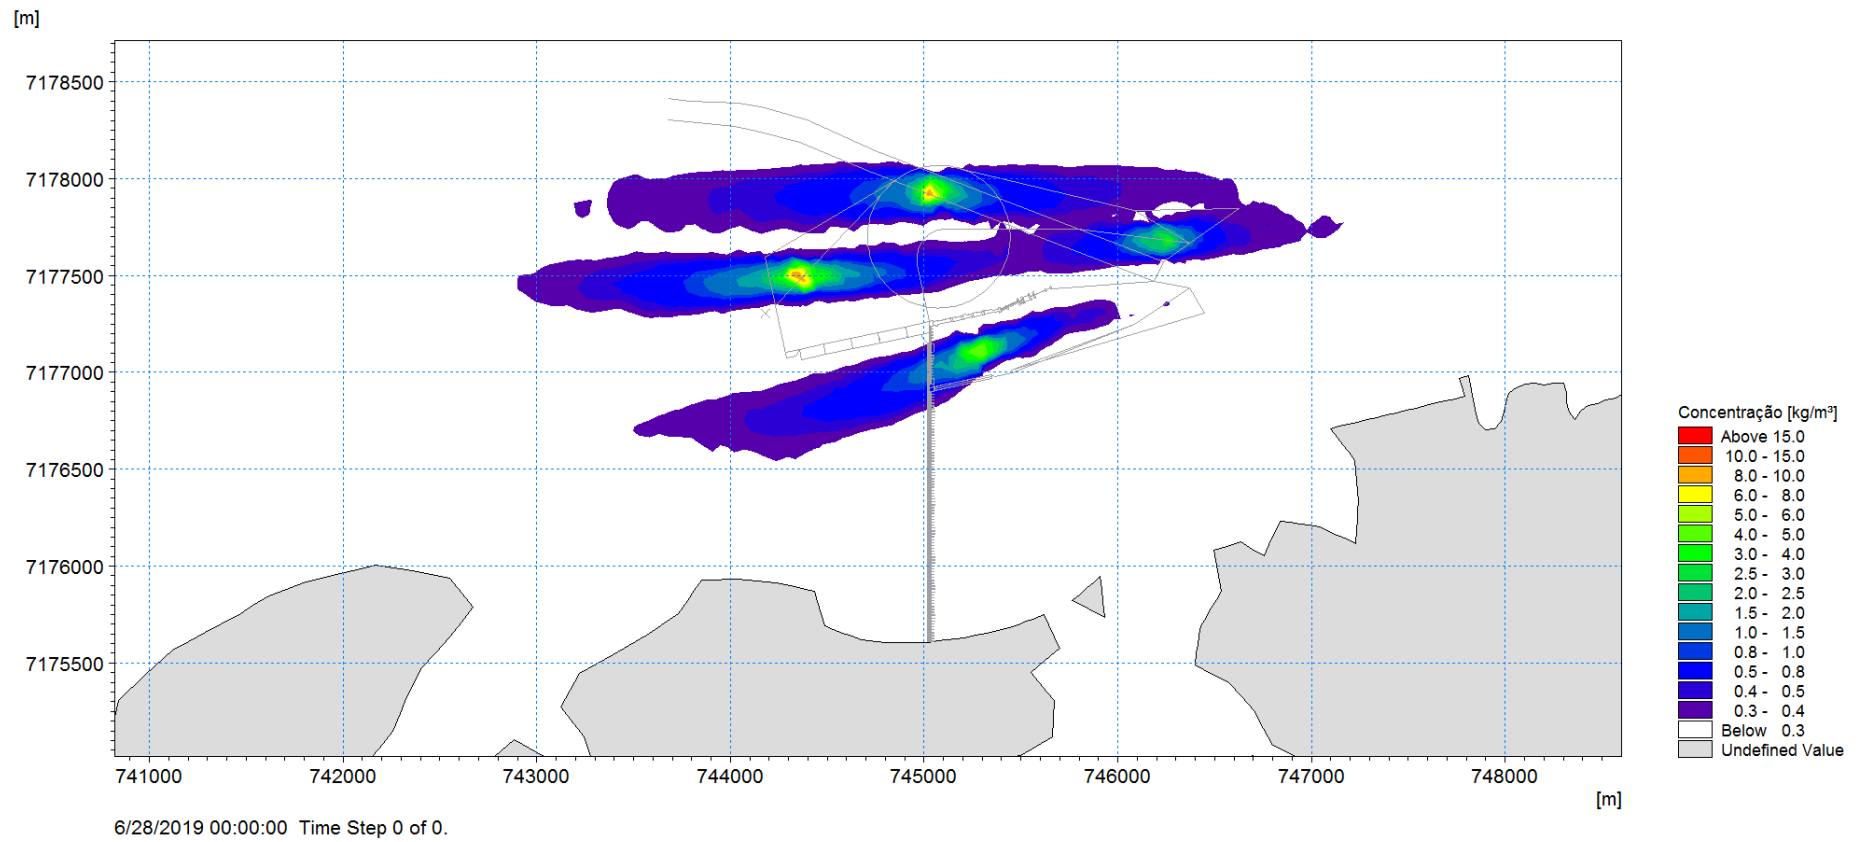 [m]
7178500
7178000
7177500
7177000
7176500
7176000
7175500
741000 742000 743000 744000 745000 746000 747000 748000
[m]
6/28/2019 00:00:00 Time Step 0 of 0.
Concentração [kg/m³]
Above 15.0
10.0 - 15.0
8.0 - 10.0
6.0 - 8.0
5.0 - 6.0
4.0 - 5.0
3.0 - 4.0
2.5 - 3.0
2.0 - 2.5
1.5 - 2.0
1.0 - 1.5
0.8 - 1.0
0.5 - 0.8
0.4 - 0.5
0.3 - 0.4
Below 0.3
Undefined Value